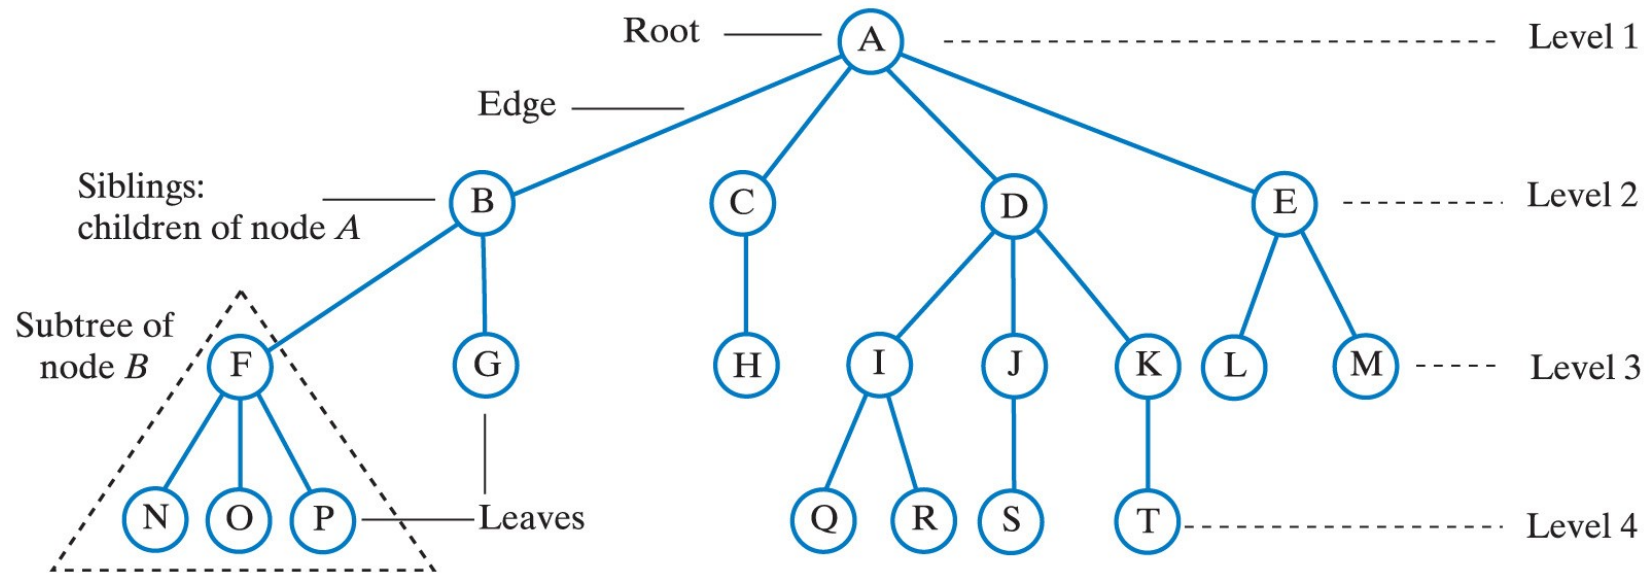 Root A Level 1
Edge
Siblings:
children of node A
B C D E Level 2
Subtree of
node B
F G H I J K L M Level 3
N O P Leaves Q R S T Level 4